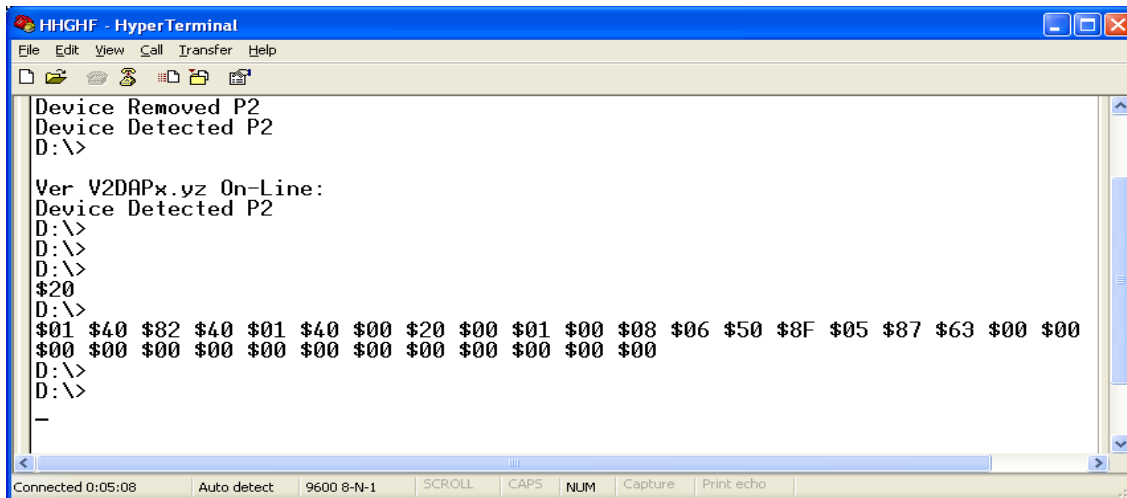 HHGHF - HyperTerminal
File Edit View Call Transfer Help
Device Removed P2
Device Detected P2
D:\>
Ver V2DAPx.yz On-Line:
Device Detected P2
D:\>
D:\>
D:\>
$20
D:\>
$01 $40 $82 $40 $01 $40 $00 $20 $00 $01 $00 $08 $06 $50 $8F $05 $87 $63 $00 $00
$00 $00 $00 $00 $00 $00 $00 $00 $00 $00 $00 $00
D:\>
D:\>
_
Connected 0:05:08 Auto detect 9600 8-N-1 SCROLL CAPS NUM Capture Print echo